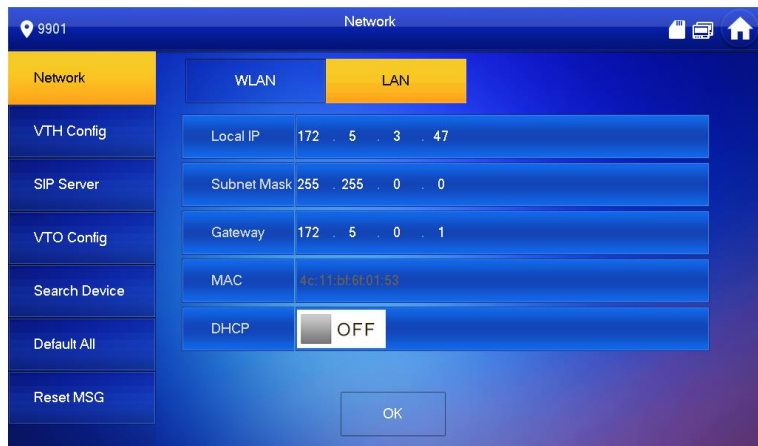 9901
Network
Network
WLAN
LAN
VTH Config
Local IP 172 . 5 . 3 . 47
SIP Server
Subnet Mask 255 . 255 . 0 . 0
VTO Config
Gateway 172 . 5 . 0 . 1
Search Device
MAC 4c:11:bf:6f:01:53
Default All
DHCP OFF
Reset MSG
OK